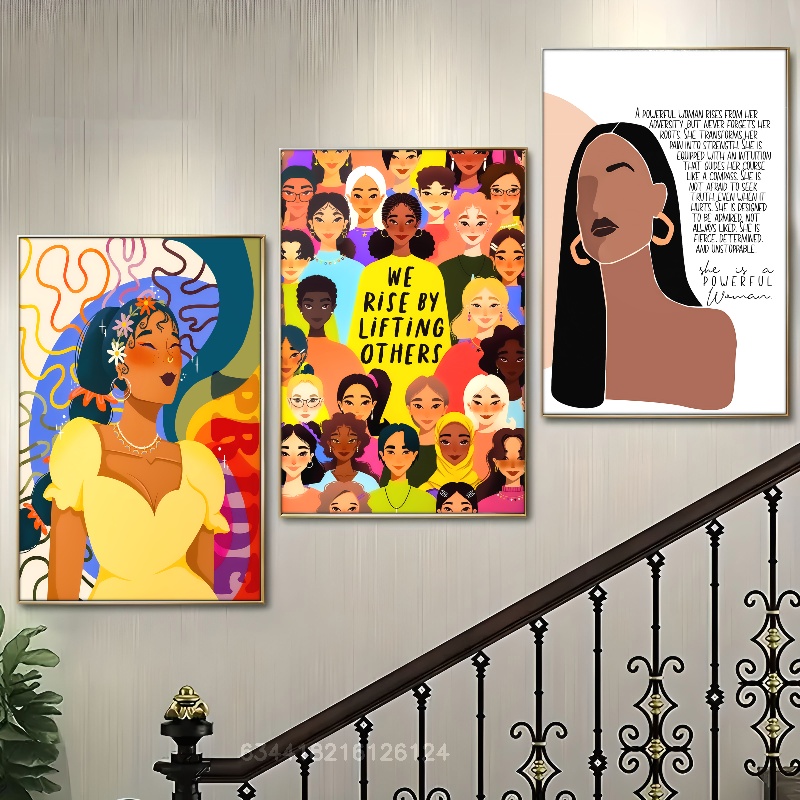 WE
RISE BY
LIFTING
OTHERS
A POWERFUL WOMAN RISES FROM HER
ADVERSITY BUT NEVER FORGETS HER
ROOTS. SHE TRANSFORMS HER
PAIN INTO STRENGTH. SHE IS
EQUIPPED WITH AN INTUITION
THAT GUIDES HER COURSE
LIKE A COMPASS. SHE IS
NOT AFRAID TO SEEK
TRUTH, EVEN WHEN IT
HURTS. SHE IS DESIGNED
TO BE ADMIRED, NOT
ALWAYS LIKED. SHE IS
FIERCE. DETERMINED.
AND UNSTOPPABLE
she is a
POWERFUL
Woman.
634418216126124